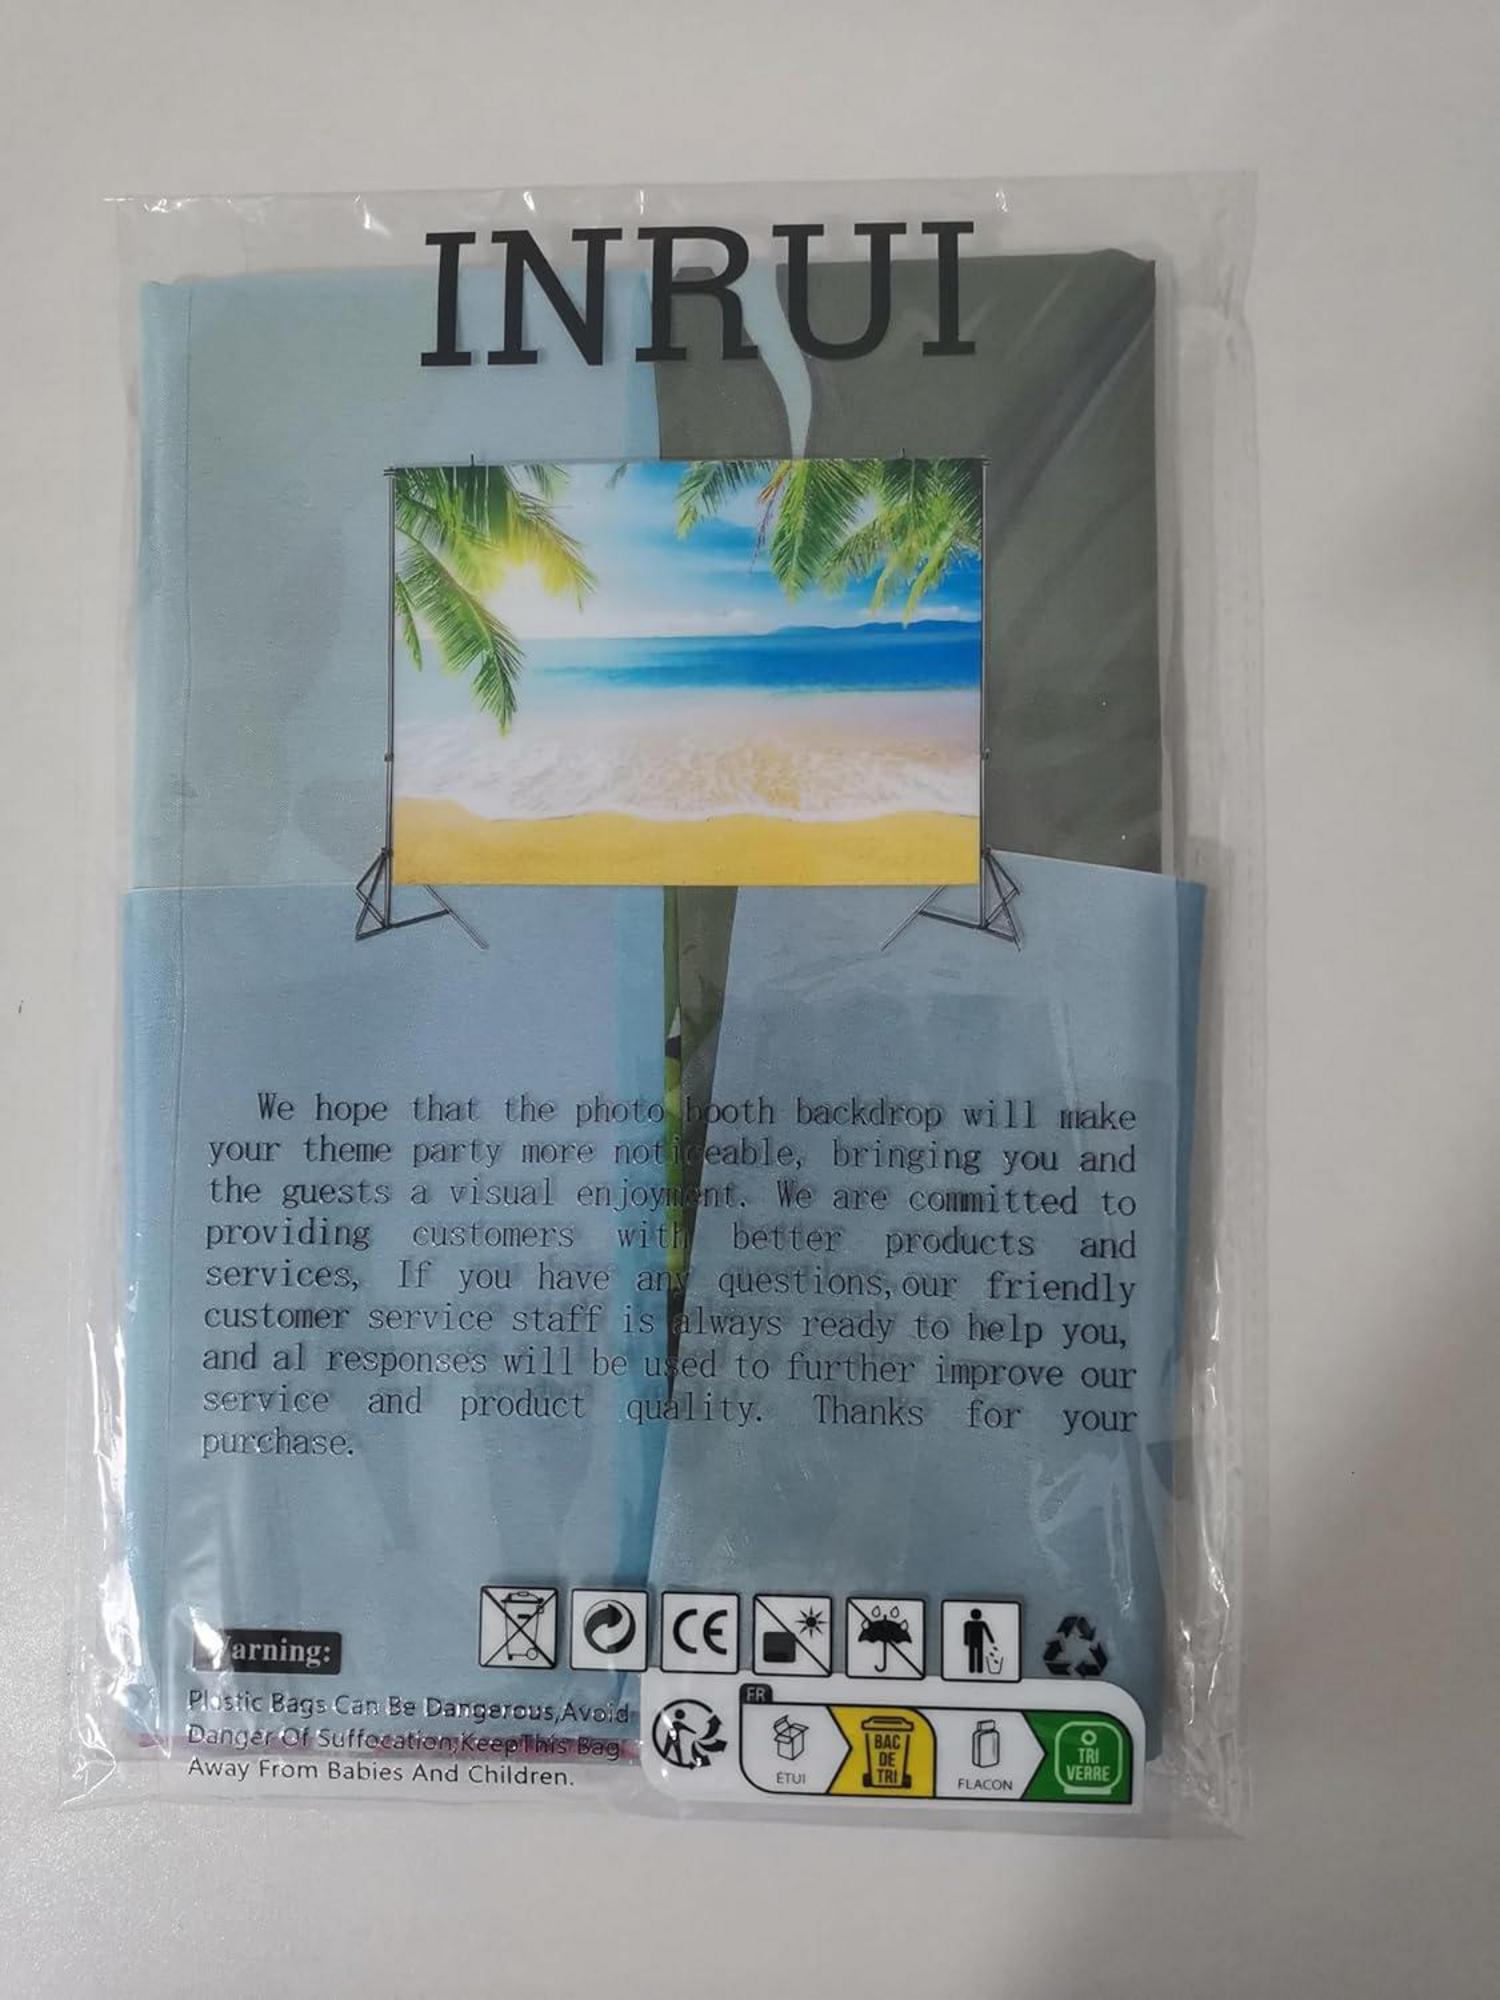 INRUI
We hope that the photo booth backdrop will make
your theme party more noticeable, bringing you and
the guests a visual enjoyment. We are committed to
providing customers with better products and
services, If you have any questions,our friendly
customer service staff is always ready to help you,
and al responses will be used to further improve our
service and product quality. Thanks for your
purchase.
Warning:
Plastic Bags Can Be Dangerous,Avoid
Danger Of Suffocation;KeepThis Bag
Away From Babies And Children.
CE
FR
ÉTUI
BAC
DE
TRI
FLACON
TRI
VERRE